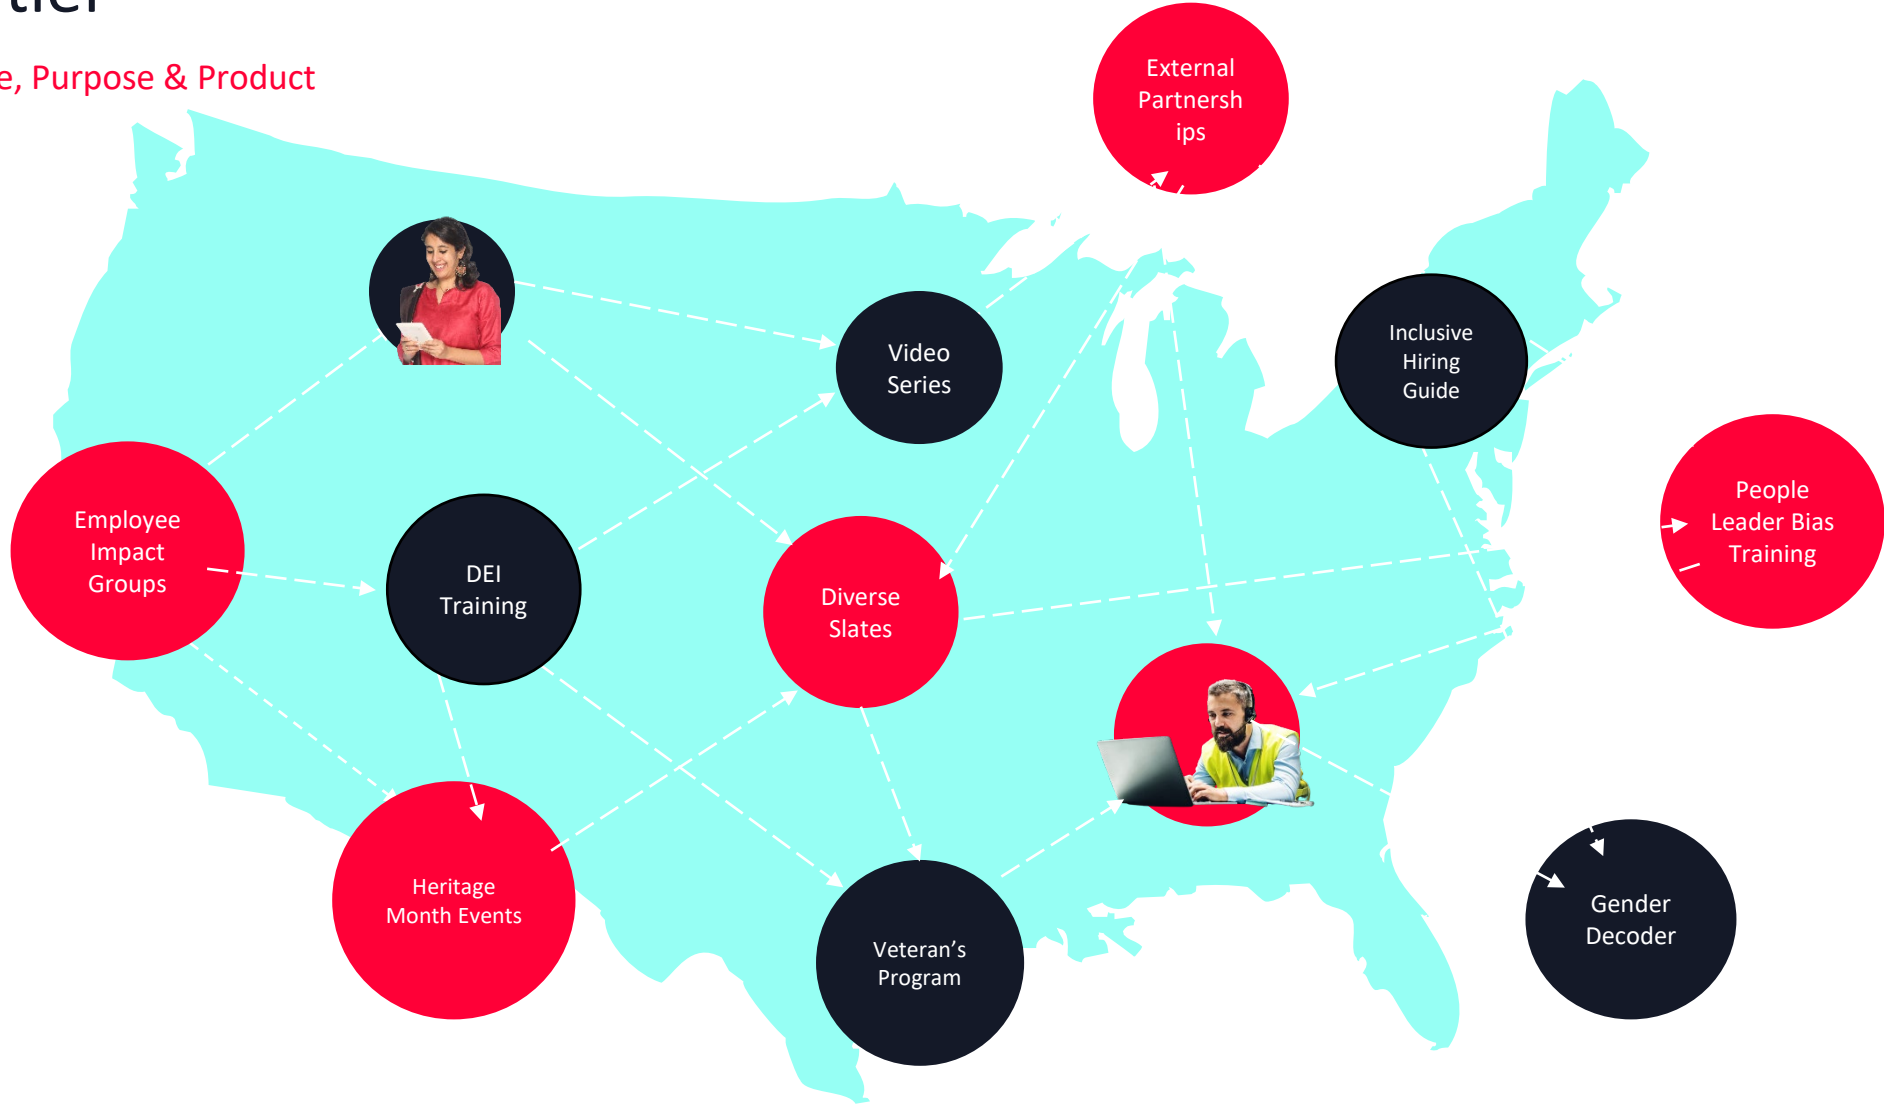 e, Purpose & Product
External
Partnersh
ips
Video
Series
Inclusive
Hiring
Guide
Employee
Impact
Groups
DEI
Training
Diverse
Slates
People
Leader Bias
Training
Heritage
Month Events
Veteran’s
Program
Gender
Decoder